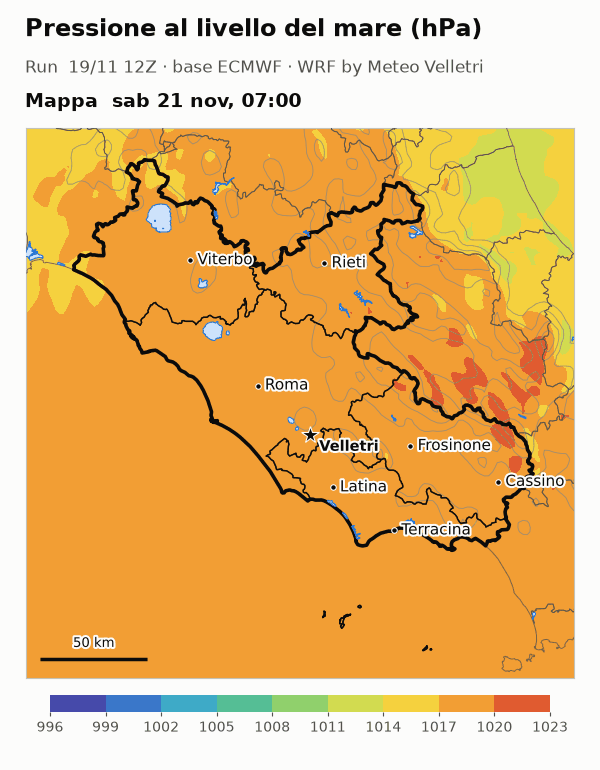 Pressione al livello del mare (hPa)
Run  19/11 12Z · base ECMWF · WRF by Meteo Velletri
Mappa  sab 21 nov, 07:00
Viterbo
Rieti
Roma
Velletri
Frosinone
Cassino
Latina
Terracina
50 km
996 999 1002 1005 1008 1011 1014 1017 1020 1023